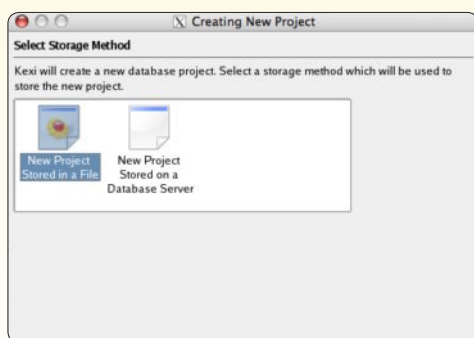 Creating New Project
Select Storage Method
Kexi will create a new database project. Select a storage method which will be used to
store the new project.
New Project
Stored in a File
New Project
Stored on a
Database Server